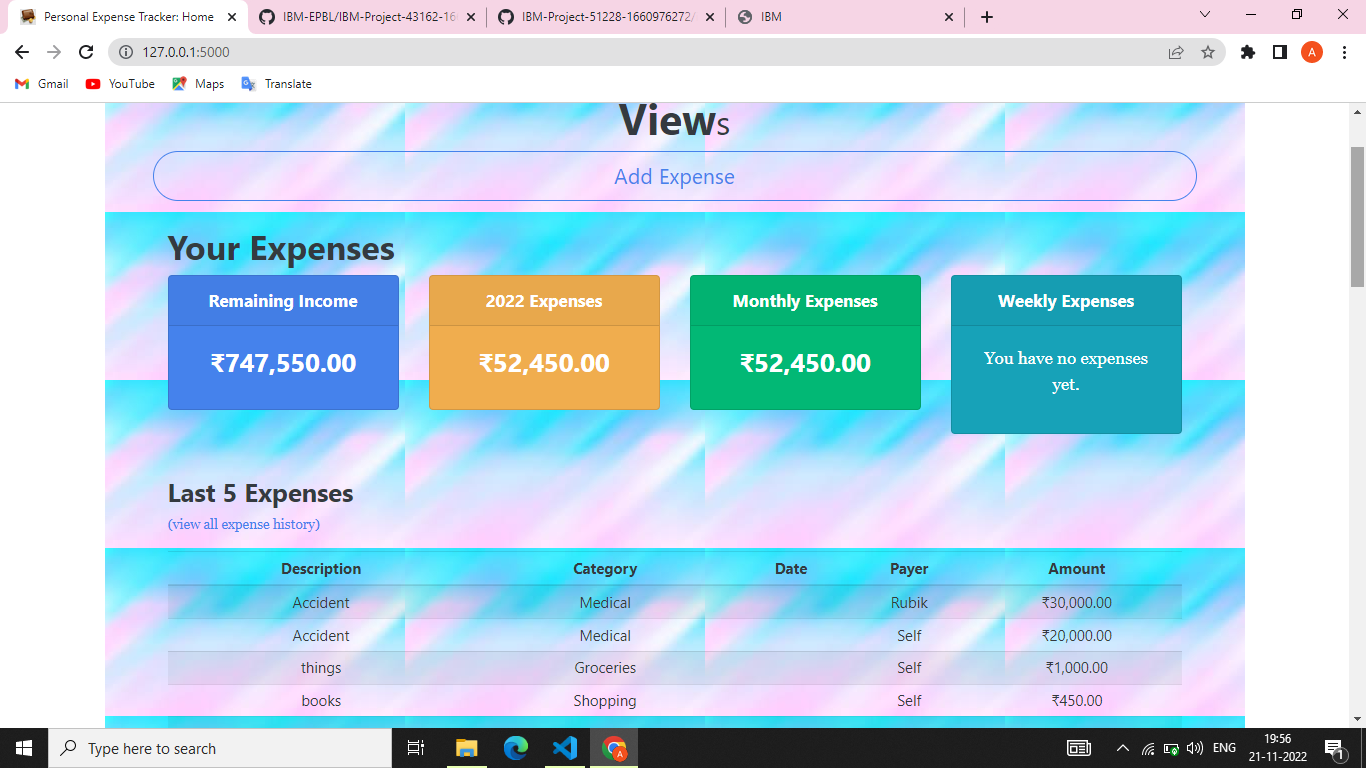 Personal Expense Tracker: Home
IBM-EPBL/IBM-Project-43162-16
IBM-Project-51228-1660976272/
IBM
127.0.0.1:5000
A
Gmail
YouTube
Maps
Translate
Views
Add Expense
Your Expenses
Remaining Income
₹747,550.00
2022 Expenses
₹52,450.00
Monthly Expenses
₹52,450.00
Weekly Expenses
You have no expenses
yet.
Last 5 Expenses
(view all expense history)
Description Category Date Payer Amount
Accident Medical Rubik ₹30,000.00
Accident Medical Self ₹20,000.00
things Groceries Self ₹1,000.00
books Shopping Self ₹450.00
Type here to search
A
ENG
19:56
21-11-2022
1